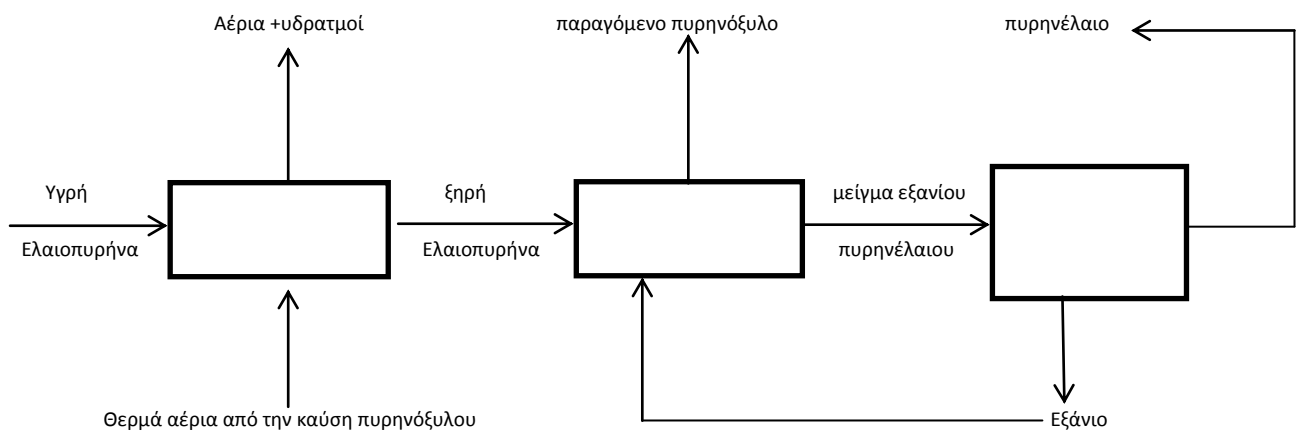 Αέρια +υδρατμοί
παραγόμενο πυρηνόξυλο
πυρηνέλαιο
Υγρή
Ελαιοπυρήνα
ξηρή
Ελαιοπυρήνα
μείγμα εξανίου
πυρηνέλαιου
Θερμά αέρια από την καύση πυρηνόξυλου
Εξάνιο